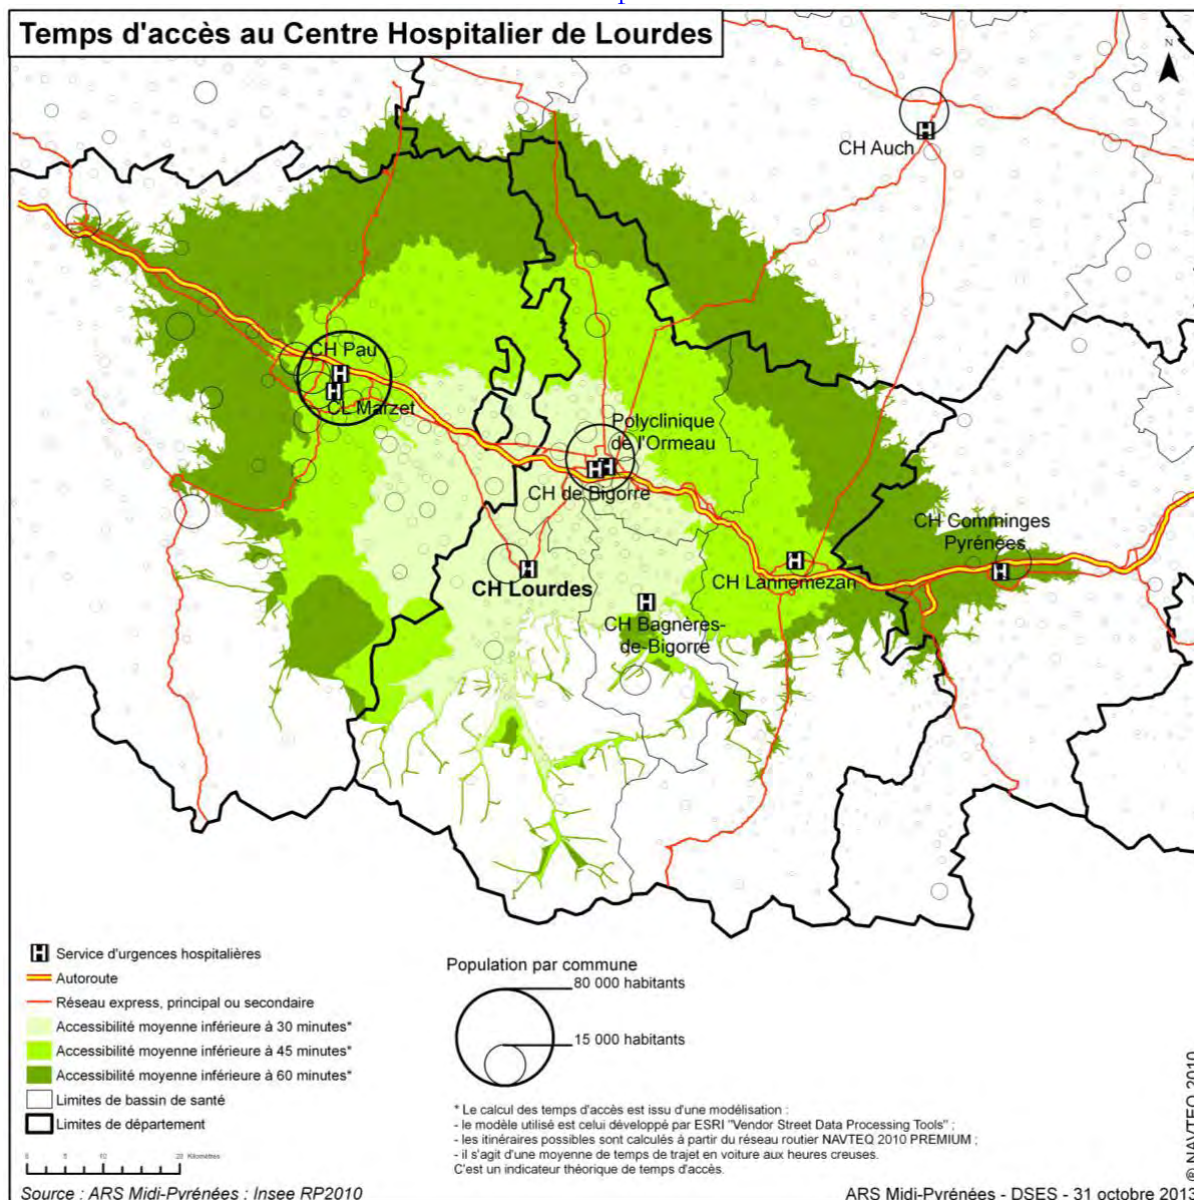 Temps d'accès au Centre Hospitalier de Lourdes
N
CH Auch
CH Pau
CL Marzet
Polyclinique
de l'Ormeau
CH de Bigorre
CH Comminges
Pyrénées
CH Lourdes
CH Lannemezan
CH Bagnères-
de-Bigorre
H Service d'urgences hospitalières
Autoroute
Réseau express, principal ou secondaire
Accessibilité moyenne inférieure à 30 minutes*
Accessibilité moyenne inférieure à 45 minutes*
Accessibilité moyenne inférieure à 60 minutes*
Limites de bassin de santé
Limites de département
0 5 10 20 Kilomètres
Population par commune
80 000 habitants
15 000 habitants
* Le calcul des temps d'accès est issu d'une modélisation :
- le modèle utilisé est celui développé par ESRI "Vendor Street Data Processing Tools" ;
- les itinéraires possibles sont calculés à partir du réseau routier NAVTEQ 2010 PREMIUM ;
- il s'agit d'une moyenne de temps de trajet en voiture aux heures creuses.
C'est un indicateur théorique de temps d'accès.
© NAVTEQ 2010
Source : ARS Midi-Pyrénées ; Insee RP2010
ARS Midi-Pyrénées - DSES - 31 octobre 2013